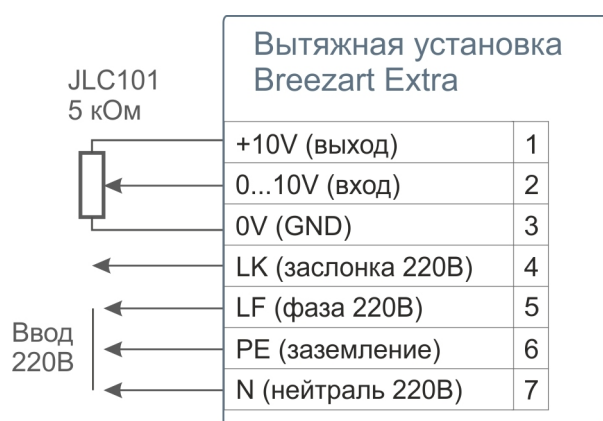 Вытяжная установка
Breezart Extra
JLC101
5 кОм
+10V (выход) 1
0...10V (вход) 2
0V (GND) 3
LK (заслонка 220В) 4
LF (фаза 220В) 5
PE (заземление) 6
N (нейтраль 220В) 7
Ввод
220В